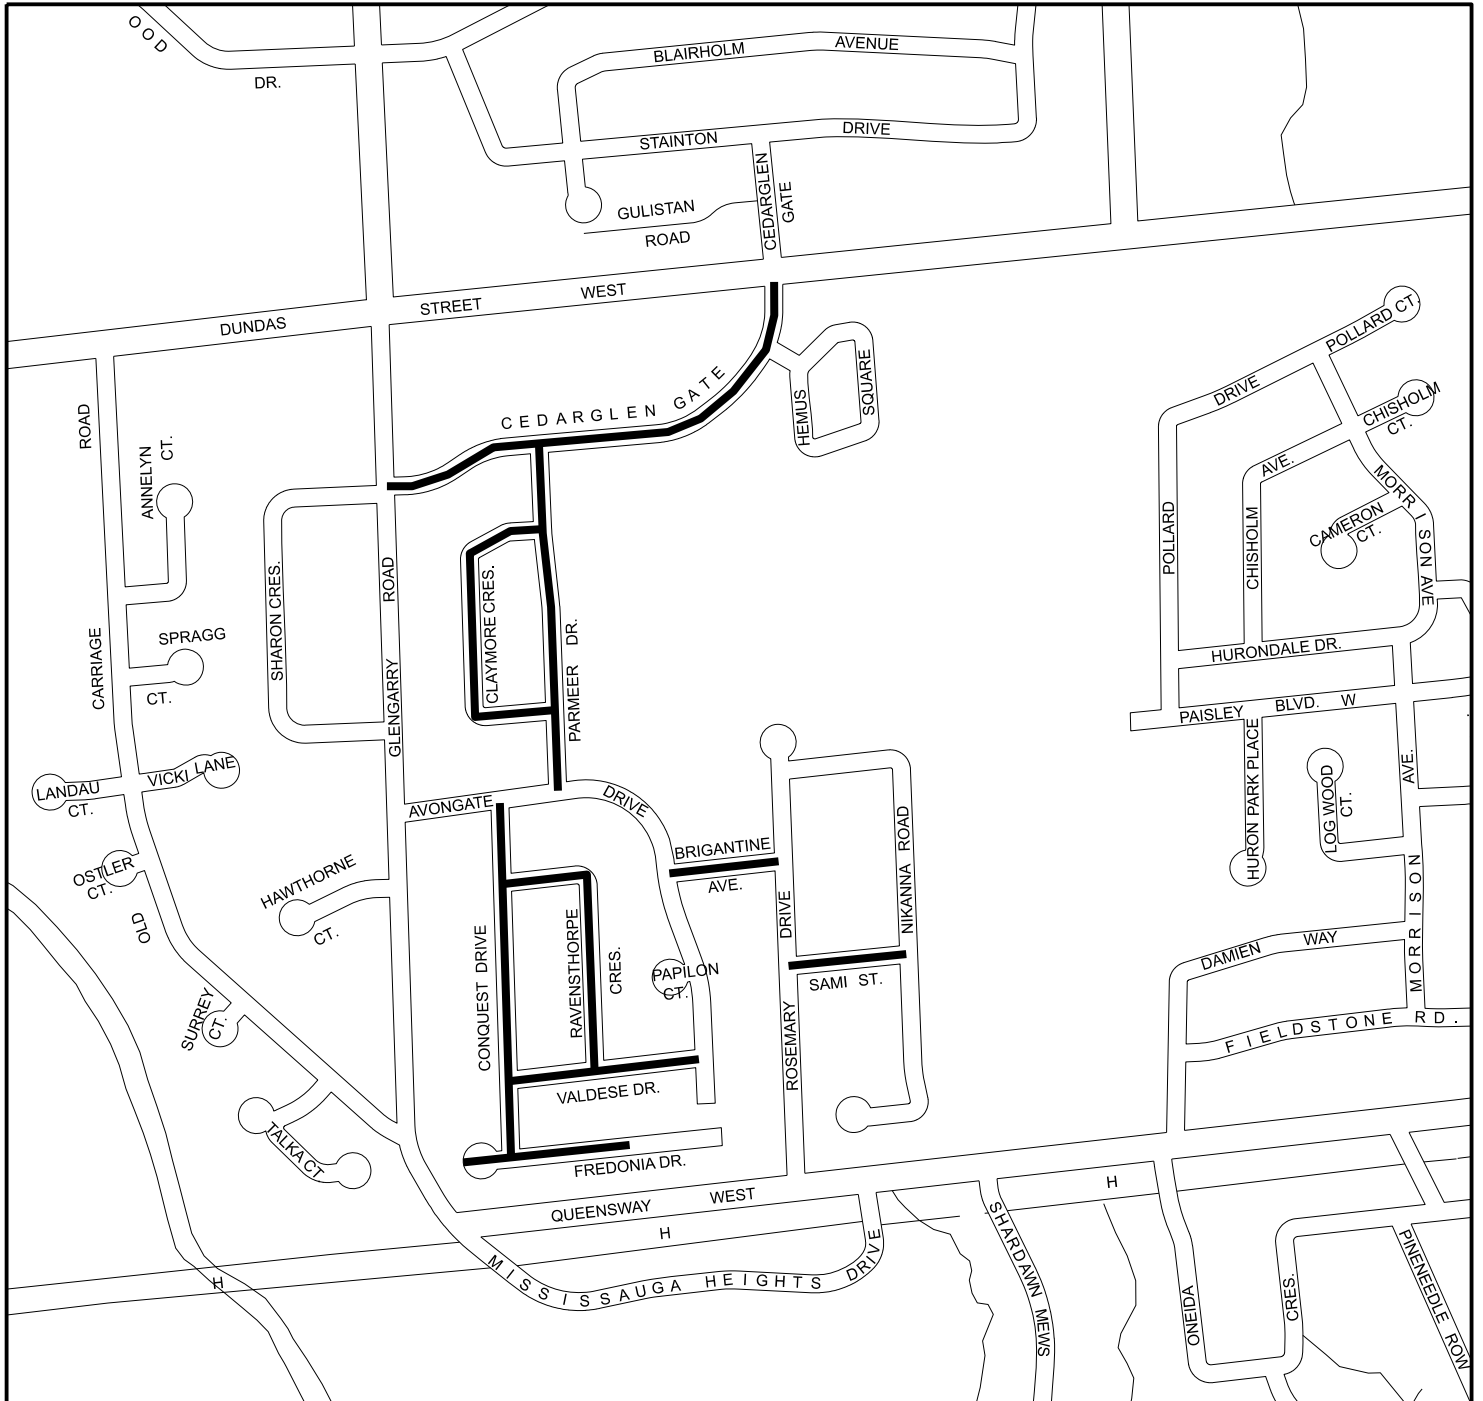 OOD
DR.
BLAIRHOLM AVENUE
STAINTON DRIVE
CEDARGLEN
GATE
GULISTAN
ROAD
DUNDAS STREET WEST
CEDARGLEN GATE
HEMUS
SQUARE
POLLARD CT.
POLLARD DRIVE
CHISHOLM
CT.
CHISHOLM AVE.
MORRISON AVE
CAMERON
CT.
HURONDALE DR.
PAISLEY BLVD. W
HURON PARK PLACE
LOG WOOD
CT.
MORRISON AVE.
DAMIEN WAY
FIELDSTONE RD.
OLD CARRIAGE ROAD
ANNELYN
CT.
SPRAGG
CT.
VICKI LANE
LANDAU
CT.
OSTLER
CT.
SHARON CRES.
GLENGARRY ROAD
CLAYMORE CRES.
PARMEER DR.
AVONGATE DRIVE
HAWTHORNE
CT.
BRIGANTINE
AVE.
NIKANNA ROAD
ROSEMARY DRIVE
SAMI ST.
CONQUEST DRIVE
RAVENSTHORPE
CRES.
PAPILON
CT.
VALDESE DR.
FREDONIA DR.
SURREY
CT.
TALKA CT
QUEENSWAY WEST
H
H
H
MISSISSAUGA HEIGHTS DRIVE
SHARDAWN MEWS
ONEIDA
CRES.
PINENEEDLE ROW